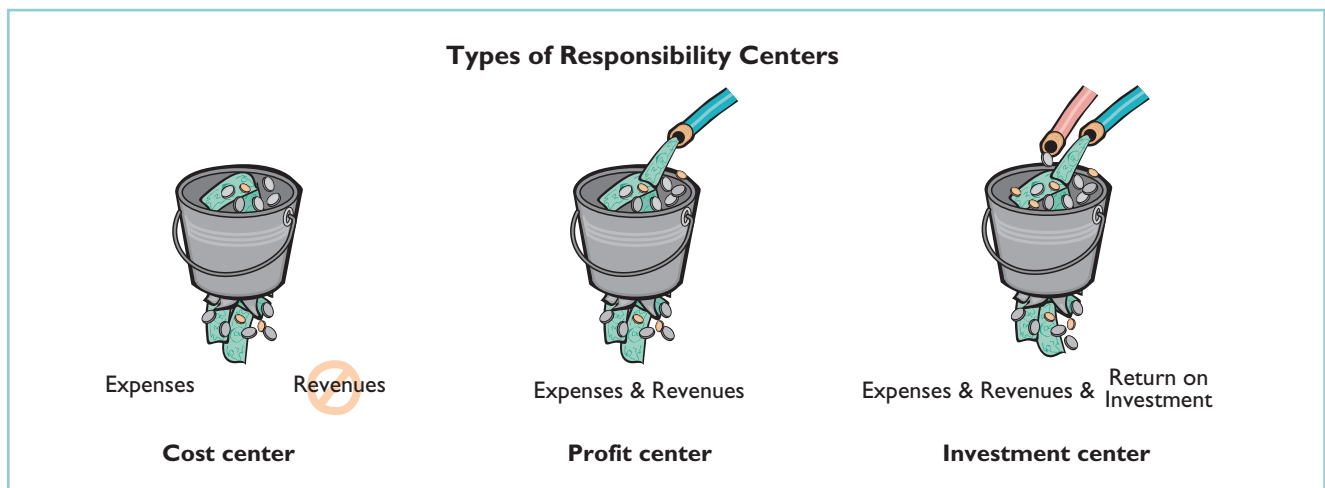 Types of Responsibility Centers
Expenses
Revenues
Expenses & Revenues
Expenses & Revenues & Return on
Investment
Cost center
Profit center
Investment center